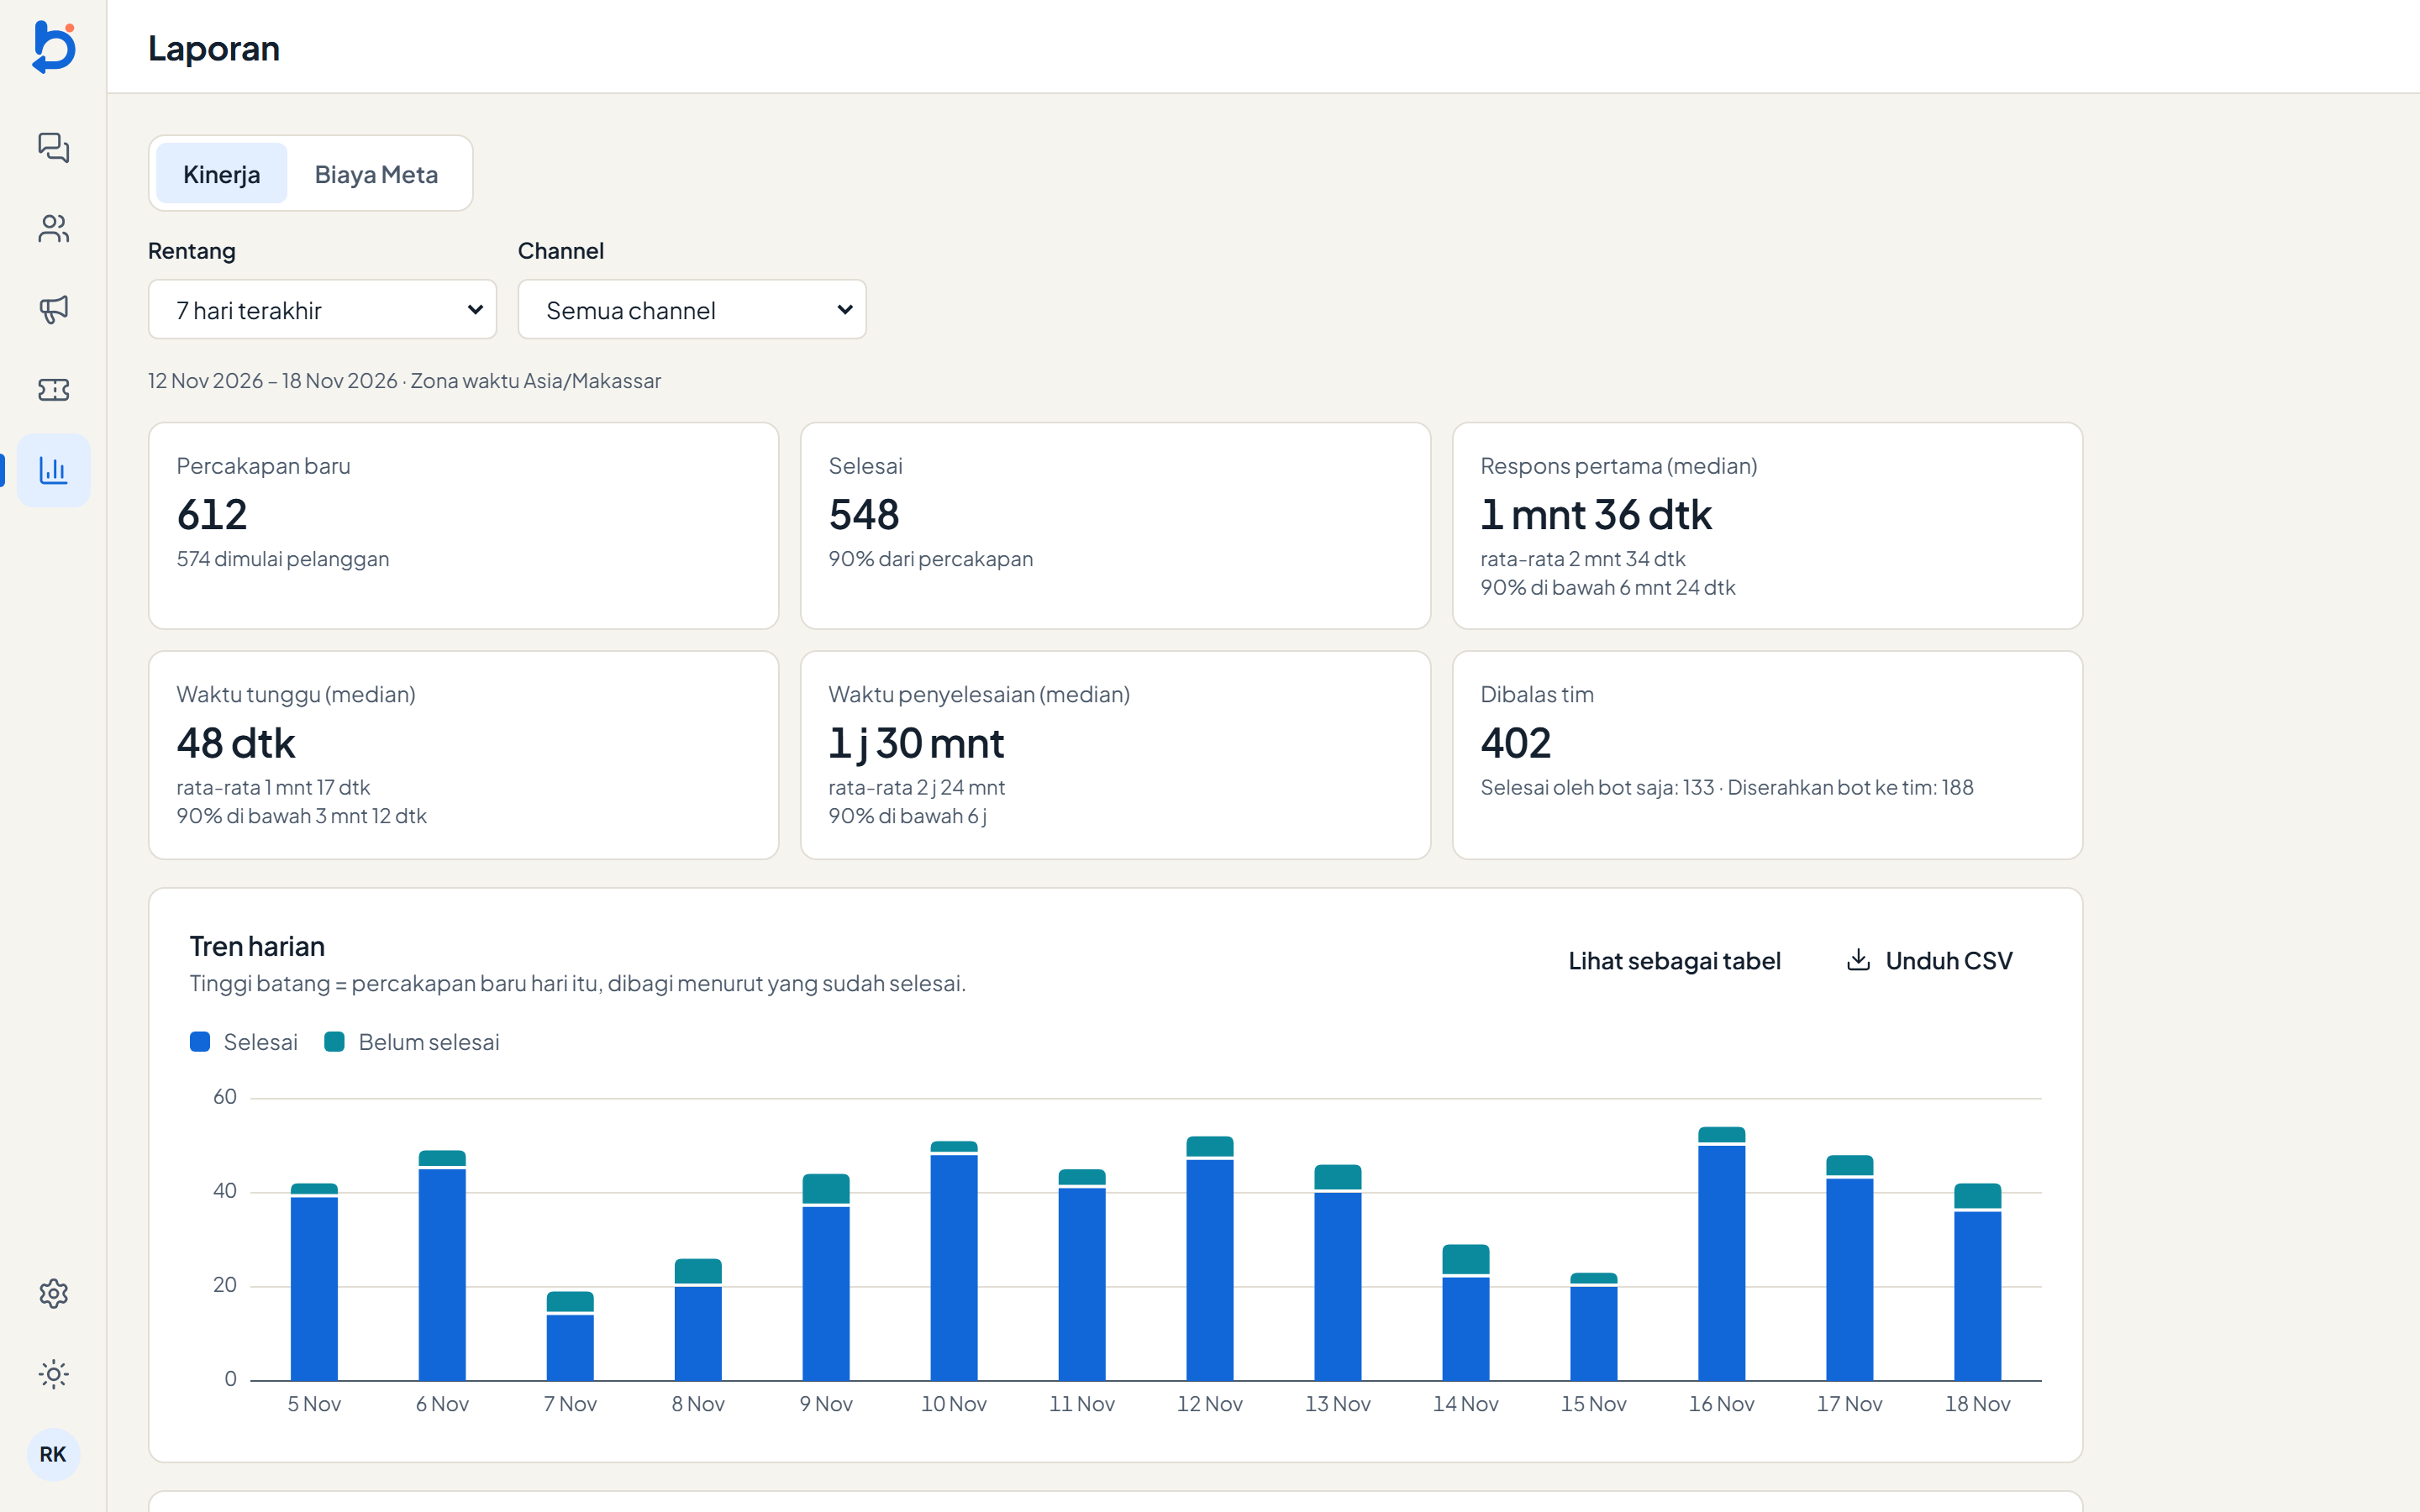 Laporan
Kinerja
Biaya Meta
Rentang
Channel
7 hari terakhir
Semua channel
12 Nov 2026 – 18 Nov 2026 · Zona waktu Asia/Makassar
Percakapan baru
612
574 dimulai pelanggan
Selesai
548
90% dari percakapan
Respons pertama (median)
1 mnt 36 dtk
rata-rata 2 mnt 34 dtk
90% di bawah 6 mnt 24 dtk
Waktu tunggu (median)
48 dtk
rata-rata 1 mnt 17 dtk
90% di bawah 3 mnt 12 dtk
Waktu penyelesaian (median)
1 j 30 mnt
rata-rata 2 j 24 mnt
90% di bawah 6 j
Dibalas tim
402
Selesai oleh bot saja: 133 · Diserahkan bot ke tim: 188
Tren harian
Tinggi batang = percakapan baru hari itu, dibagi menurut yang sudah selesai.
Lihat sebagai tabel
Unduh CSV
Selesai
Belum selesai
60
40
20
0
5 Nov
6 Nov
7 Nov
8 Nov
9 Nov
10 Nov
11 Nov
12 Nov
13 Nov
14 Nov
15 Nov
16 Nov
17 Nov
18 Nov
RK